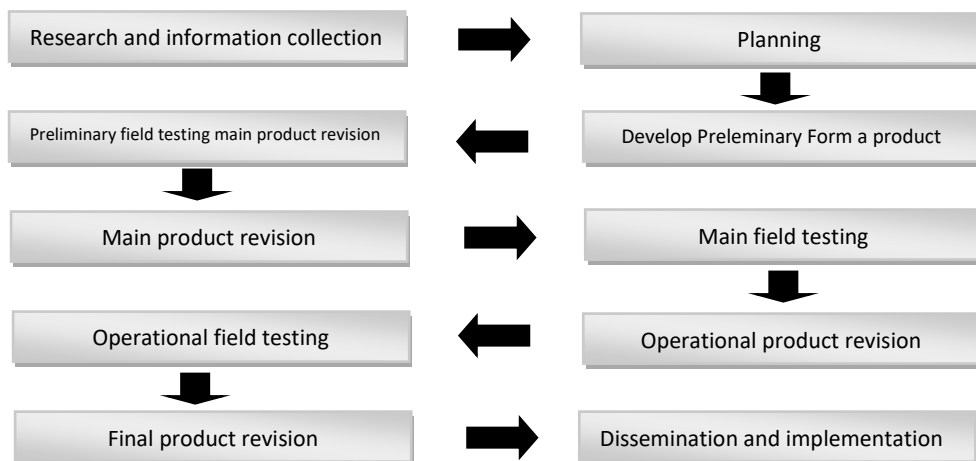 Research and information collection
Planning
Preliminary field testing main product revision
Develop Preleminary Form a product
Main product revision
Main field testing
Operational field testing
Operational product revision
Final product revision
Dissemination and implementation